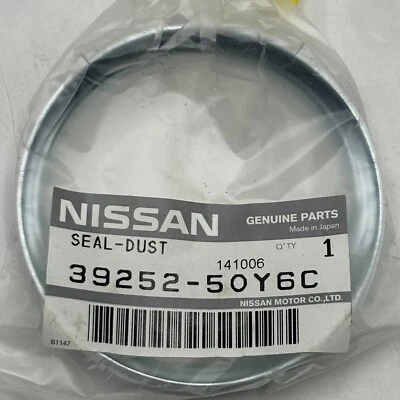 NISSAN GENUINE PARTS
Made in Japan
SEAL-DUST Q'TY 1
141006
39252-50Y6C
NISSAN MOTOR CO.,LTD.
B1147